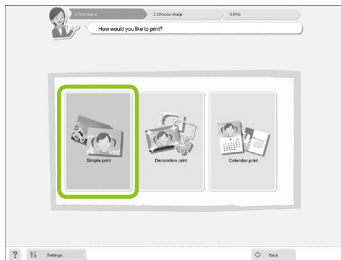 1 Print menu
2 Choose image
3 Print
How would you like to print?
Simple print
Decoration print
Calendar print
?
Settings...
Back